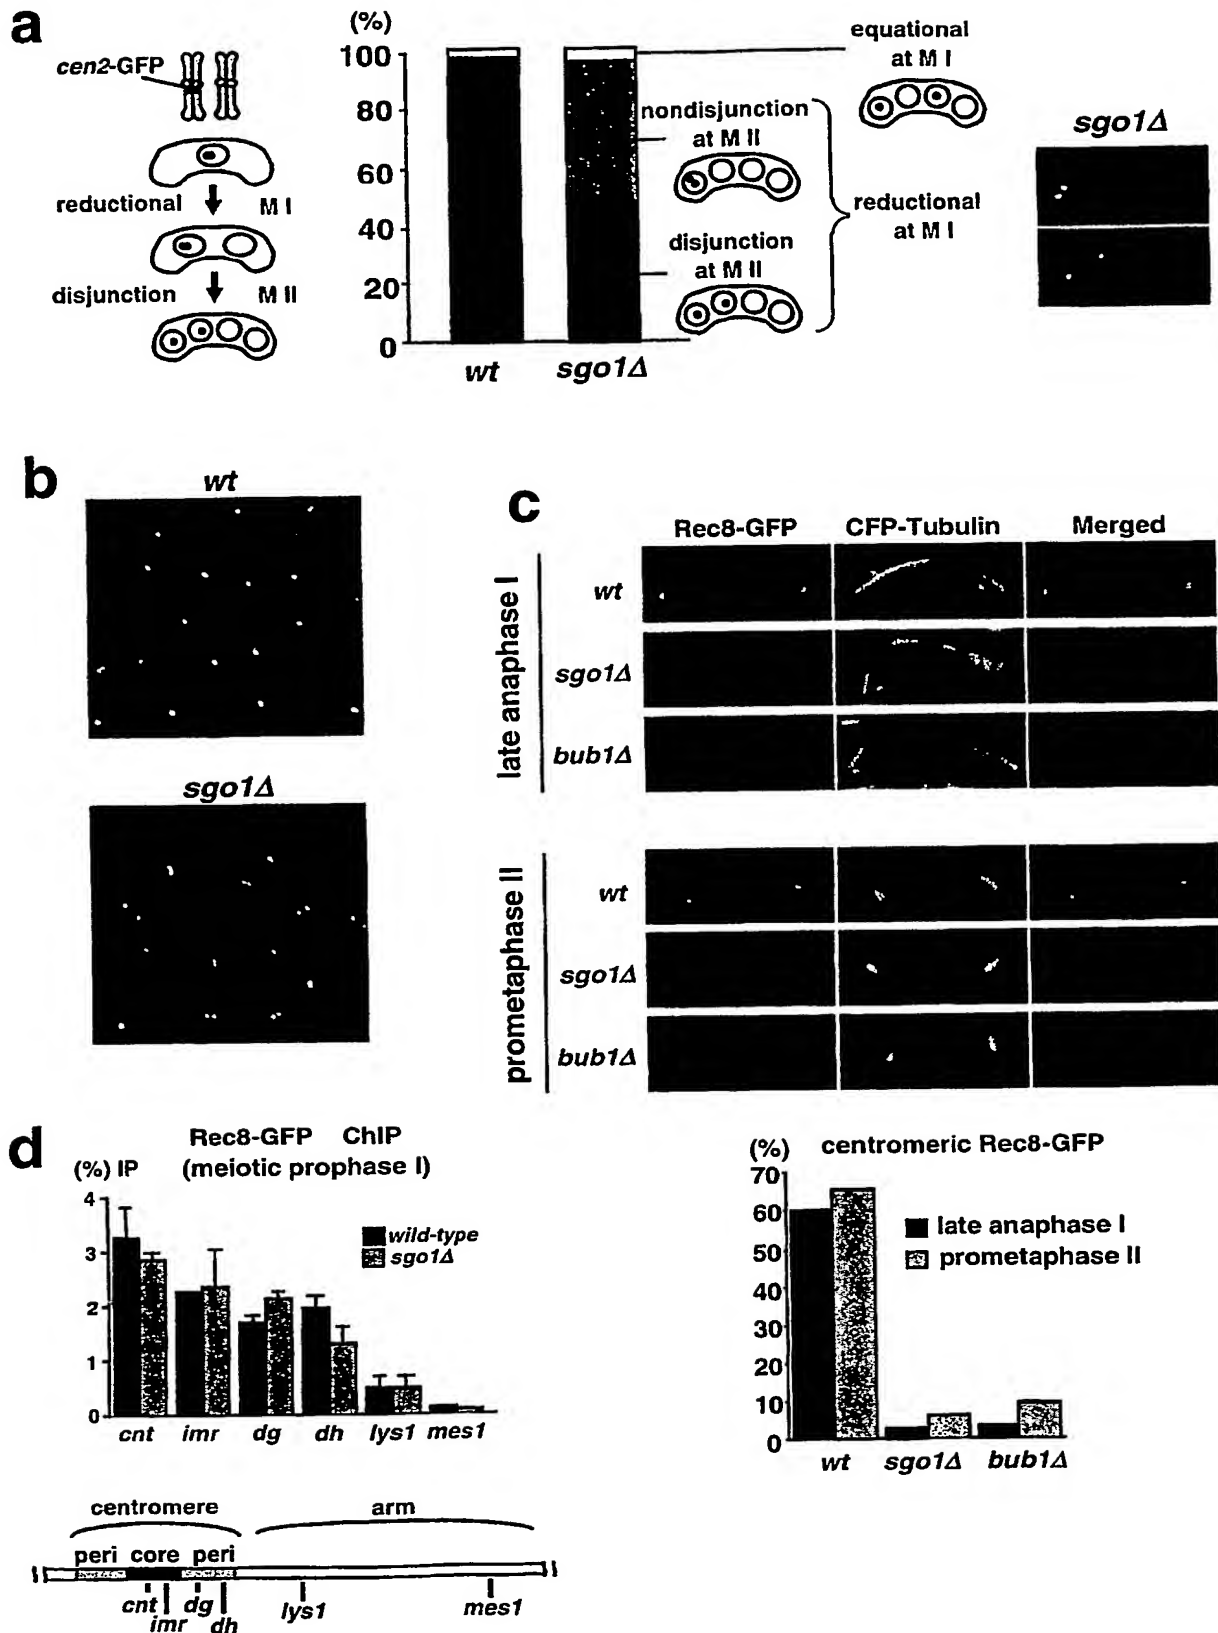 a
cen2-GFP
reductional M I
disjunction M II
(%)
100
80
60
40
20
0
wt sgo1Δ
equational
at M I
nondisjunction
at M II
disjunction
at M II
reductional
at M I
sgo1Δ
b
wt
sgo1Δ
c
Rec8-GFP CFP-Tubulin Merged
late anaphase I
wt
sgo1Δ
bub1Δ
prometaphase II
wt
sgo1Δ
bub1Δ
d
Rec8-GFP ChIP
(%) IP (meiotic prophase I)
4
3
2
1
0
wild-type
sgo1Δ
cnt imr dg dh lys1 mes1
centromere arm
peri core peri
cnt imr dg dh lys1 mes1
(%) centromeric Rec8-GFP
70
60
50
40
30
20
10
0
late anaphase I
prometaphase II
wt sgo1Δ bub1Δ